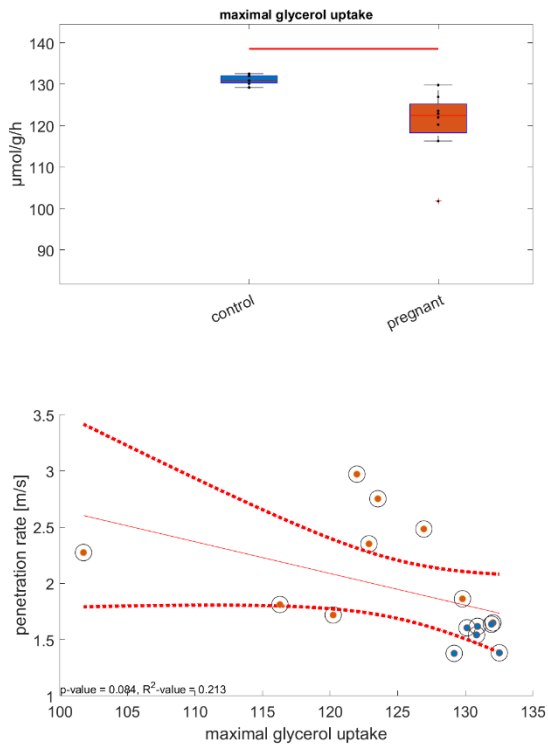 maximal glycerol uptake
140
130
120
110
100
90
µmol/g/h
control
pregnant
3.5
3
2.5
2
1.5
1
penetration rate [m/s]
p-value = 0.084, R²-value = 0.213
100 105 110 115 120 125 130 135
maximal glycerol uptake